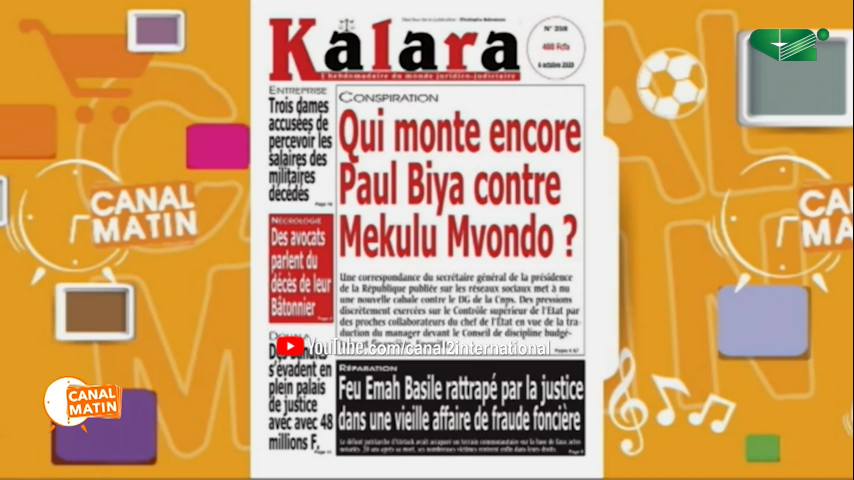 Kalara
L'hebdomadaire du monde juridico-judiciaire
400 Fcfa
6 octobre 2020
ENTREPRISE
Trois dames
accusées de
percevoir les
salaires des
militaires
décédés
NÉCROLOGIE
Des avocats
parlent du
décès de leur
Bâtonnier
s'évadent en
plein palais
de justice
avec avec 48
millions F.
CONSPIRATION
Qui monte encore
Paul Biya contre
Mekulu Mvondo ?
Une correspondance du secrétaire général de la présidence
de la République publiée sur les réseaux sociaux met à nu
une nouvelle cabale contre le DG de la Cnps. Des pressions
discrètement exercées sur le Contrôle supérieur de l'Etat par
des proches collaborateurs du chef de l'État en vue de la tra-
duction du manager devant le Conseil de discipline budgé-
YouTube.com/canal2international
RÉPARATION
Feu Emah Basile rattrapé par la justice
dans une vieille affaire de fraude foncière
CANAL
MATIN
CANAL
MATIN
CA
MA